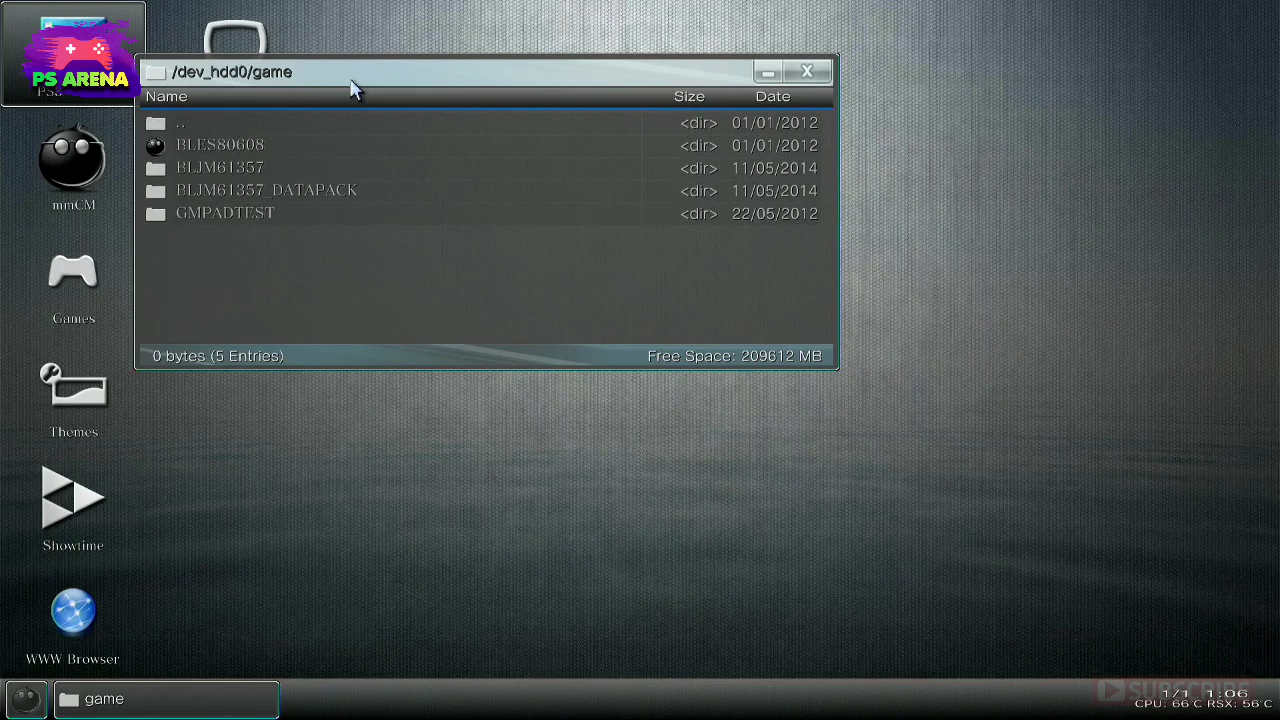 PS ARENA
PS3
/dev_hdd0/game
X
Name Size Date
.. <dir> 01/01/2012
BLES80608 <dir> 01/01/2012
BLJM61357 <dir> 11/05/2014
BLJM61357_DATAPACK <dir> 11/05/2014
GMPADTEST <dir> 22/05/2012
0 bytes (5 Entries) Free Space: 209612 MB
mmCM
Games
Themes
Showtime
WWW Browser
game
SUBSCRIBE
1/1 1:06
CPU: 66°C RSX: 56°C